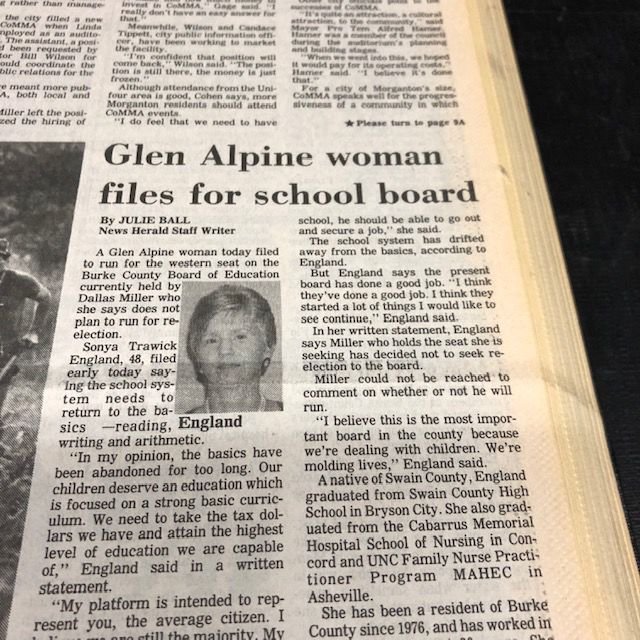 rather than manage-
the city filled a new
CoMMA when Linda
mployed as an audito-
The assistant, a posi-
d been requested by
or Bill Wilson for
ould coordinate the
blic relations for the
e meant more pub-
A, both local and
Miller left the posi-
zed the hiring of
invest in CoMMA," Gage said. "I
really don't have an easy answer for
that."
Meanwhile, Wilson and Candace
Tippett, city public information offi-
cer, have been working to market
the facility.
"I'm confident that position will
come back," Wilson said. "The posi-
tion is still there, the money is just
frozen."
Although attendance from the Uni-
four area is good, Cohen says, more
Morganton residents should attend
CoMMA events.
"I do feel that we need to have
success of CoMMA.
"It's quite an attraction, a cultural
attraction, to the community," said
Mayor Pro Tem Alfred Hamer.
Hamer was a member of the council
during the auditorium's planning
and building stages.
"When we went into this, we hoped
it would pay for its operating costs,"
Hamer said. "I believe it's done
that."
For a city of Morganton's size,
CoMMA speaks well for the progres-
siveness of a community in which
★ Please turn to page 9A
Glen Alpine woman
files for school board
By JULIE BALL
News Herald Staff Writer
A Glen Alpine woman today filed
to run for the western seat on the
Burke County Board of Education
currently held by
Dallas Miller who
she says does not
plan to run for re-
election.
Sonya Trawick
England, 48, filed
early today say-
ing the school sys-
tem needs to
return to the ba-
sics —reading,
writing and arithmetic.
England
"In my opinion, the basics have
been abandoned for too long. Our
children deserve an education which
is focused on a strong basic curric-
ulum. We need to take the tax dol-
lars we have and attain the highest
level of education we are capable
of," England said in a written
statement.
"My platform is intended to rep-
resent you, the average citizen. I
still the majority. My
school, he should be able to go out
and secure a job," she said.
The school system has drifted
away from the basics, according to
England.
But England says the present
board has done a good job. "I think
they've done a good job. I think they
started a lot of things I would like to
see continue," England said.
In her written statement, England
says Miller who holds the seat she is
seeking has decided not to seek re-
election to the board.
Miller could not be reached to
comment on whether or not he will
run.
"I believe this is the most impor-
tant board in the county because
we're dealing with children. We're
molding lives," England said.
A native of Swain County, England
graduated from Swain County High
School in Bryson City. She also grad-
uated from the Cabarrus Memorial
Hospital School of Nursing in Con-
cord and UNC Family Nurse Practi-
tioner Program MAHEC in
Asheville.
She has been a resident of Burke
County since 1976, and has worked in